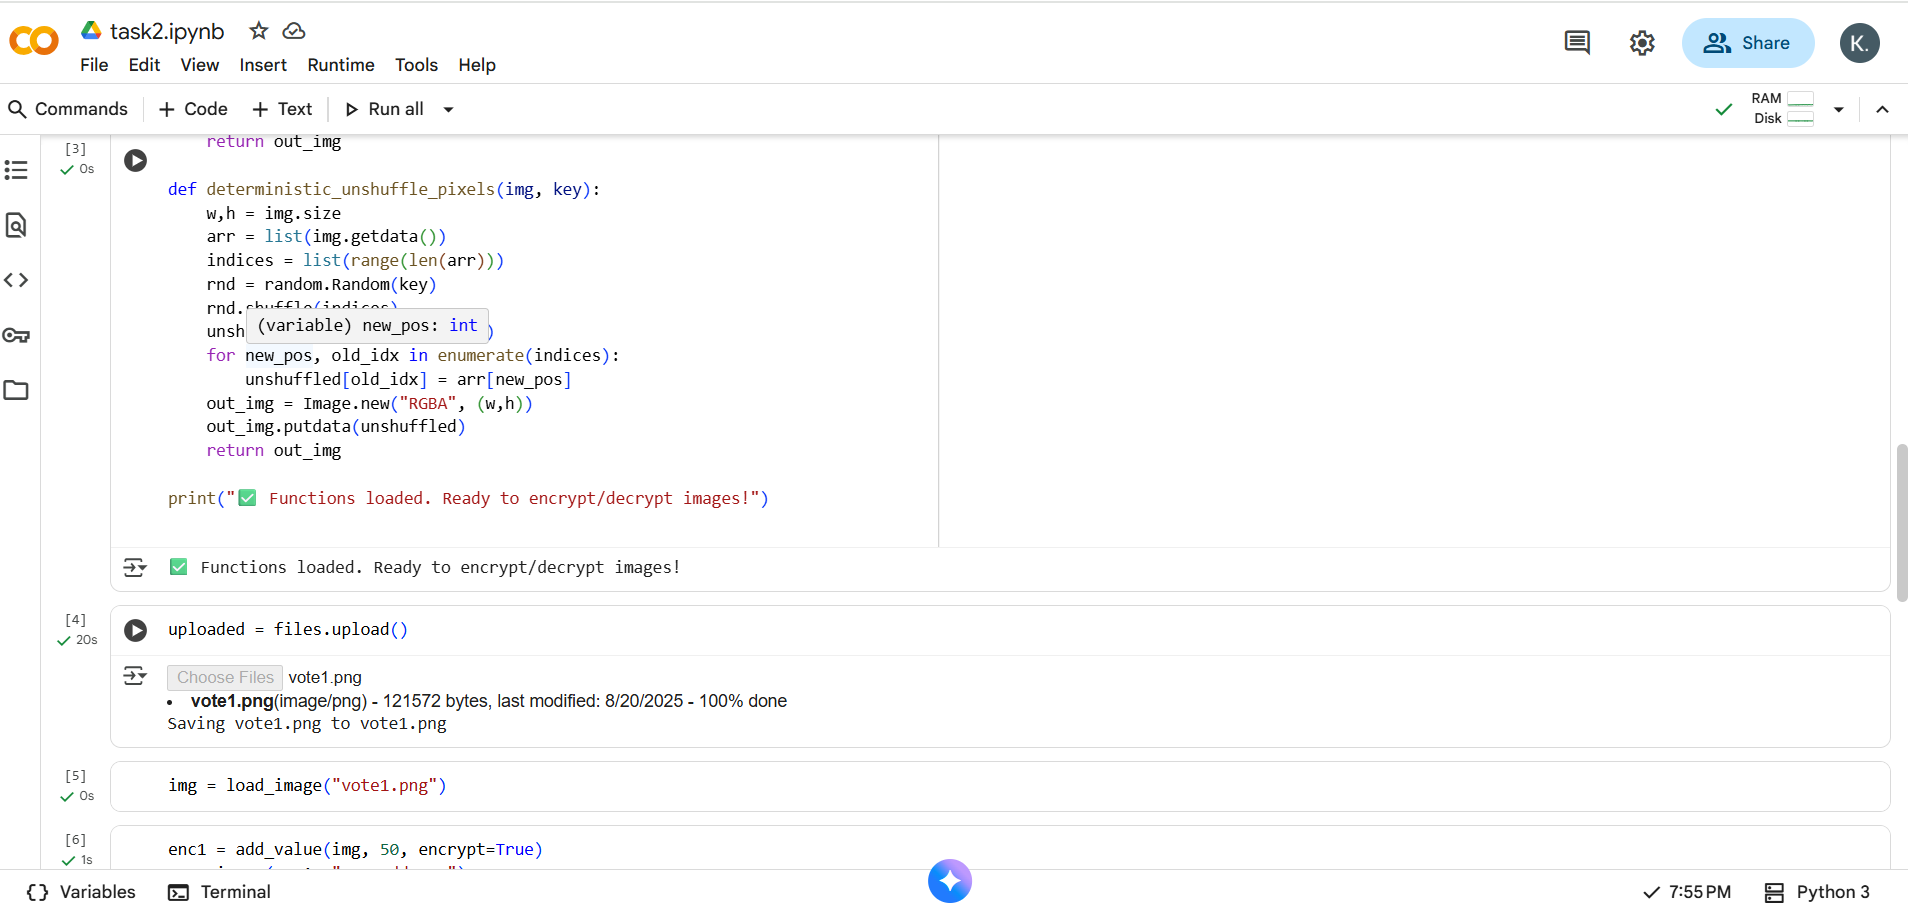 task2.ipynb
File Edit View Insert Runtime Tools Help
Share
K.
Commands + Code + Text Run all
RAM
Disk
[3]
0s
return out_img
def deterministic_unshuffle_pixels(img, key):
w,h = img.size
arr = list(img.getdata())
indices = list(range(len(arr)))
rnd = random.Random(key)
rnd.shuffle(indices)
unsh )
(variable) new_pos: int
for new_pos, old_idx in enumerate(indices):
unshuffled[old_idx] = arr[new_pos]
out_img = Image.new("RGBA", (w,h))
out_img.putdata(unshuffled)
return out_img
print("✅ Functions loaded. Ready to encrypt/decrypt images!")
✅ Functions loaded. Ready to encrypt/decrypt images!
[4]
20s
uploaded = files.upload()
Choose Files vote1.png
• vote1.png(image/png) - 121572 bytes, last modified: 8/20/2025 - 100% done
Saving vote1.png to vote1.png
[5]
0s
img = load_image("vote1.png")
[6]
1s
enc1 = add_value(img, 50, encrypt=True)
Variables Terminal
7:55 PM Python 3